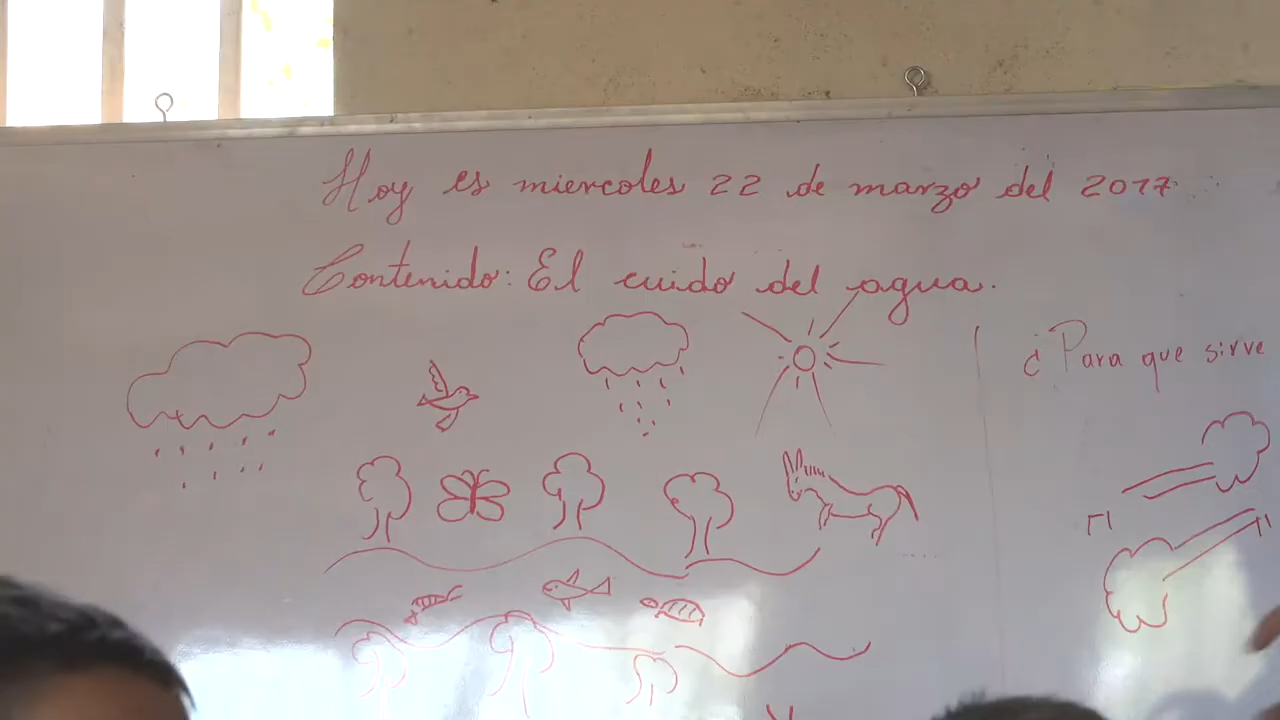 Hoy es miercoles 22 de marzo del 2017
Contenido: El cuido del agua.
¿Para que sirve